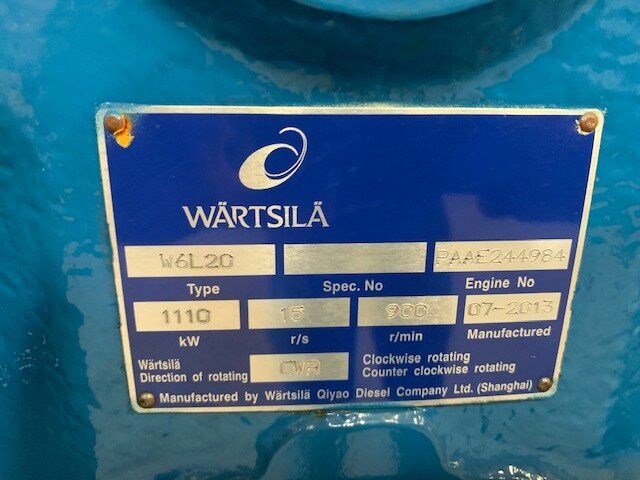 WÄRTSILÄ
W6L20 PAAE244984
Type Spec. No Engine No
1110 15 900 07-2013
kW r/s r/min Manufactured
Wärtsilä
Direction of rotating CWR Clockwise rotating
Counter clockwise rotating
Manufactured by Wärtsilä Qiyao Diesel Company Ltd. (Shanghai)